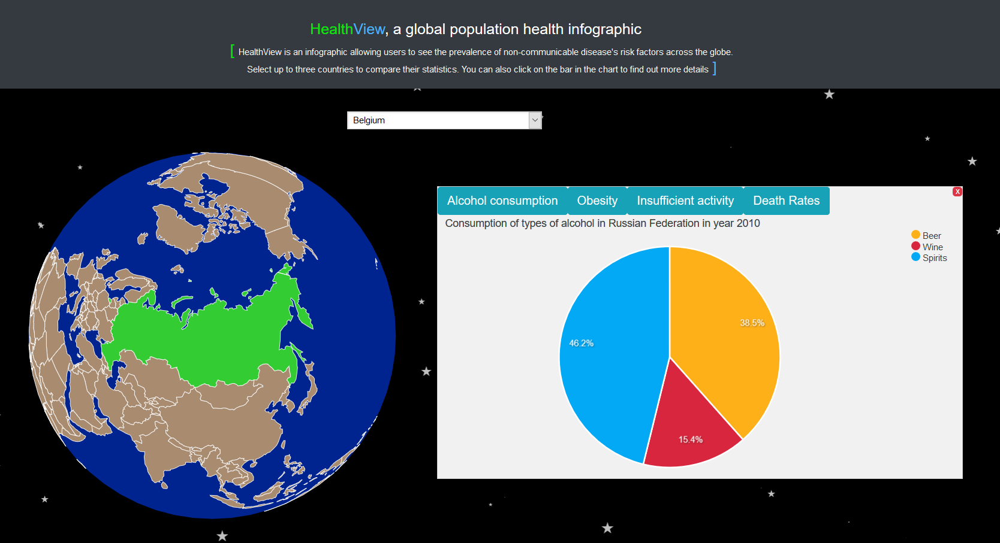 HealthView, a global population health infographic
[ HealthView is an infographic allowing users to see the prevalence of non-communicable disease's risk factors across the globe.
Select up to three countries to compare their statistics. You can also click on the bar in the chart to find out more details ]
Belgium
Alcohol consumption Obesity Insufficient activity Death Rates
X
Consumption of types of alcohol in Russian Federation in year 2010
Beer
Wine
Spirits
38.5%
46.2%
15.4%